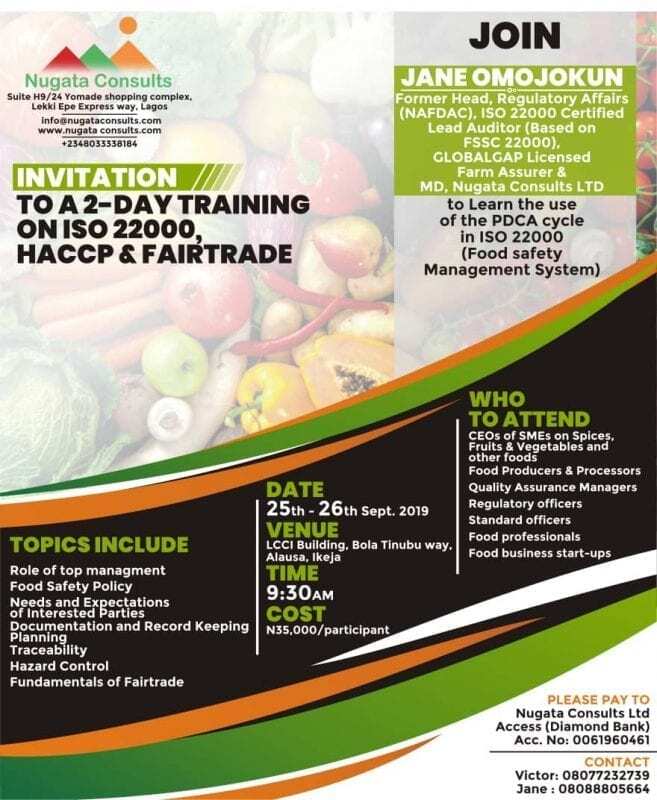 Nugata Consults
Suite H9/24 Yomade shopping complex,
Lekki Epe Express way, Lagos
info@nugataconsults.com
www.nugata consults.com
+2348033338184
INVITATION
TO A 2-DAY TRAINING
ON ISO 22000,
HACCP & FAIRTRADE
JOIN
JANE OMOJOKUN
Former Head, Regulatory Affairs
(NAFDAC), ISO 22000 Certified
Lead Auditor (Based on
FSSC 22000),
GLOBALGAP Licensed
Farm Assurer &
MD, Nugata Consults LTD
to Learn the use
of the PDCA cycle
in ISO 22000
(Food safety
Management System)
WHO
TO ATTEND
CEOs of SMEs on Spices,
Fruits & Vegetables and
other foods
Food Producers & Processors
Quality Assurance Managers
Regulatory officers
Standard officers
Food professionals
Food business start-ups
DATE
25th - 26th Sept. 2019
VENUE
LCCI Building, Bola Tinubu way,
Alausa, Ikeja
TIME
9:30AM
COST
N35,000/participant
TOPICS INCLUDE
Role of top managment
Food Safety Policy
Needs and Expectations
of Interested Parties
Documentation and Record Keeping
Planning
Traceability
Hazard Control
Fundamentals of Fairtrade
PLEASE PAY TO
Nugata Consults Ltd
Access (Diamond Bank)
Acc. No: 0061960461
CONTACT
Victor: 08077232739
Jane : 08088805664